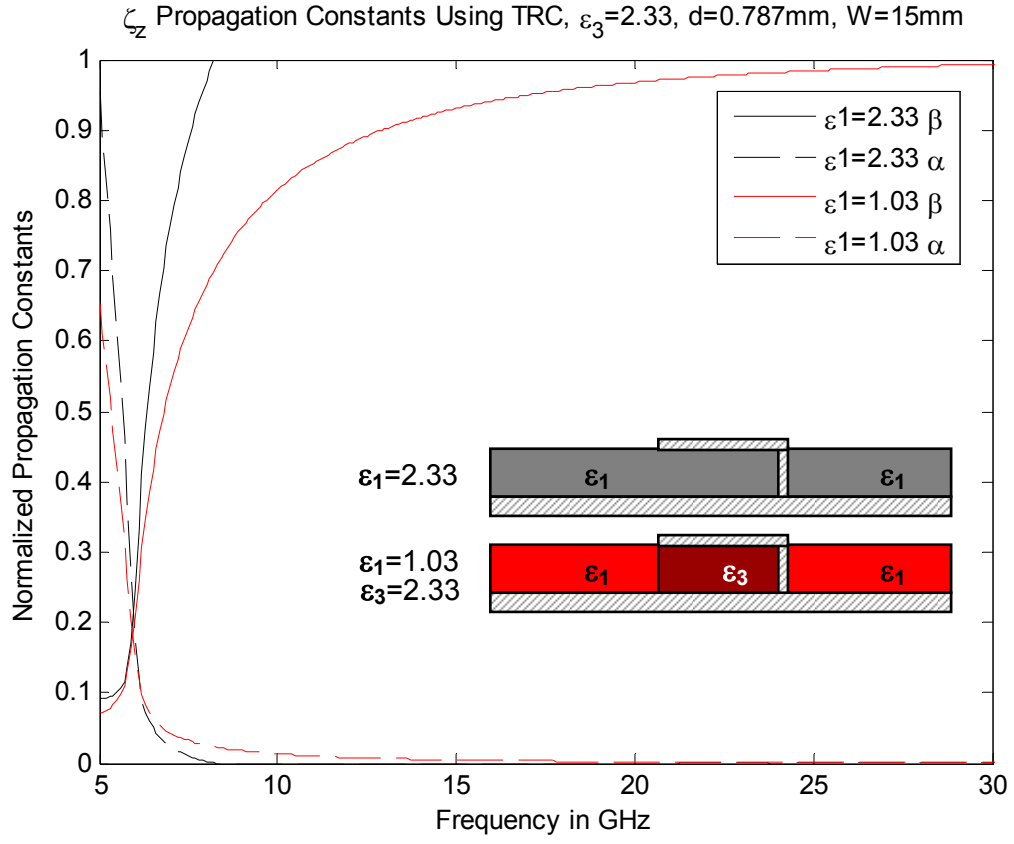 ζz Propagation Constants Using TRC, ε3=2.33, d=0.787mm, W=15mm
1
0.9
0.8
0.7
0.6
0.5
0.4
0.3
0.2
0.1
0
Normalized Propagation Constants
ε1=2.33 β
ε1=2.33 α
ε1=1.03 β
ε1=1.03 α
ε1=2.33
ε1
ε1
ε1=1.03
ε3=2.33
ε1
ε3
ε1
5
10
15
20
25
30
Frequency in GHz